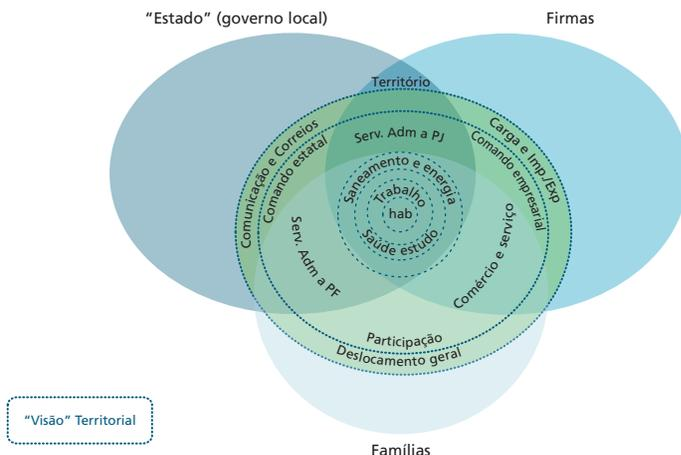 “Estado” (governo local)
Firmas
Território
Comunicação e Correios
Comando estatal
Serv. Adm a PJ
Carga e Imp./Exp
Comando empresarial
Saneamento e energia
Trabalho
hab
Saúde estudo
Serv. Adm a PF
Comércio e serviço
Participação
Deslocamento geral
“Visão” Territorial
Famílias